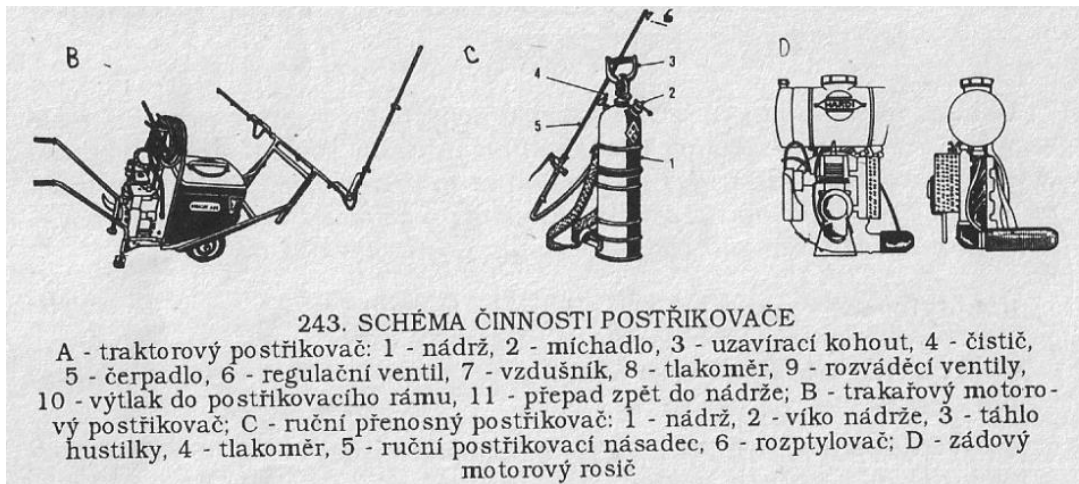 B
C
D
6
3
4
2
5
1
HARDI
243. SCHÉMA ČINNOSTI POSTŘIKOVAČE
A - traktorový postřikovač: 1 - nádrž, 2 - míchadlo, 3 - uzavírací kohout, 4 - čistič,
5 - čerpadlo, 6 - regulační ventil, 7 - vzdušník, 8 - tlakoměr, 9 - rozváděcí ventily,
10 - výtlak do postřikovacího rámu, 11 - přepad zpět do nádrže; B - trakařový motoro-
vý postřikovač; C - ruční přenosný postřikovač: 1 - nádrž, 2 - víko nádrže, 3 - táhlo
hustilky, 4 - tlakoměr, 5 - ruční postřikovací násadec, 6 - rozptylovač; D - zádový
motorový rosič